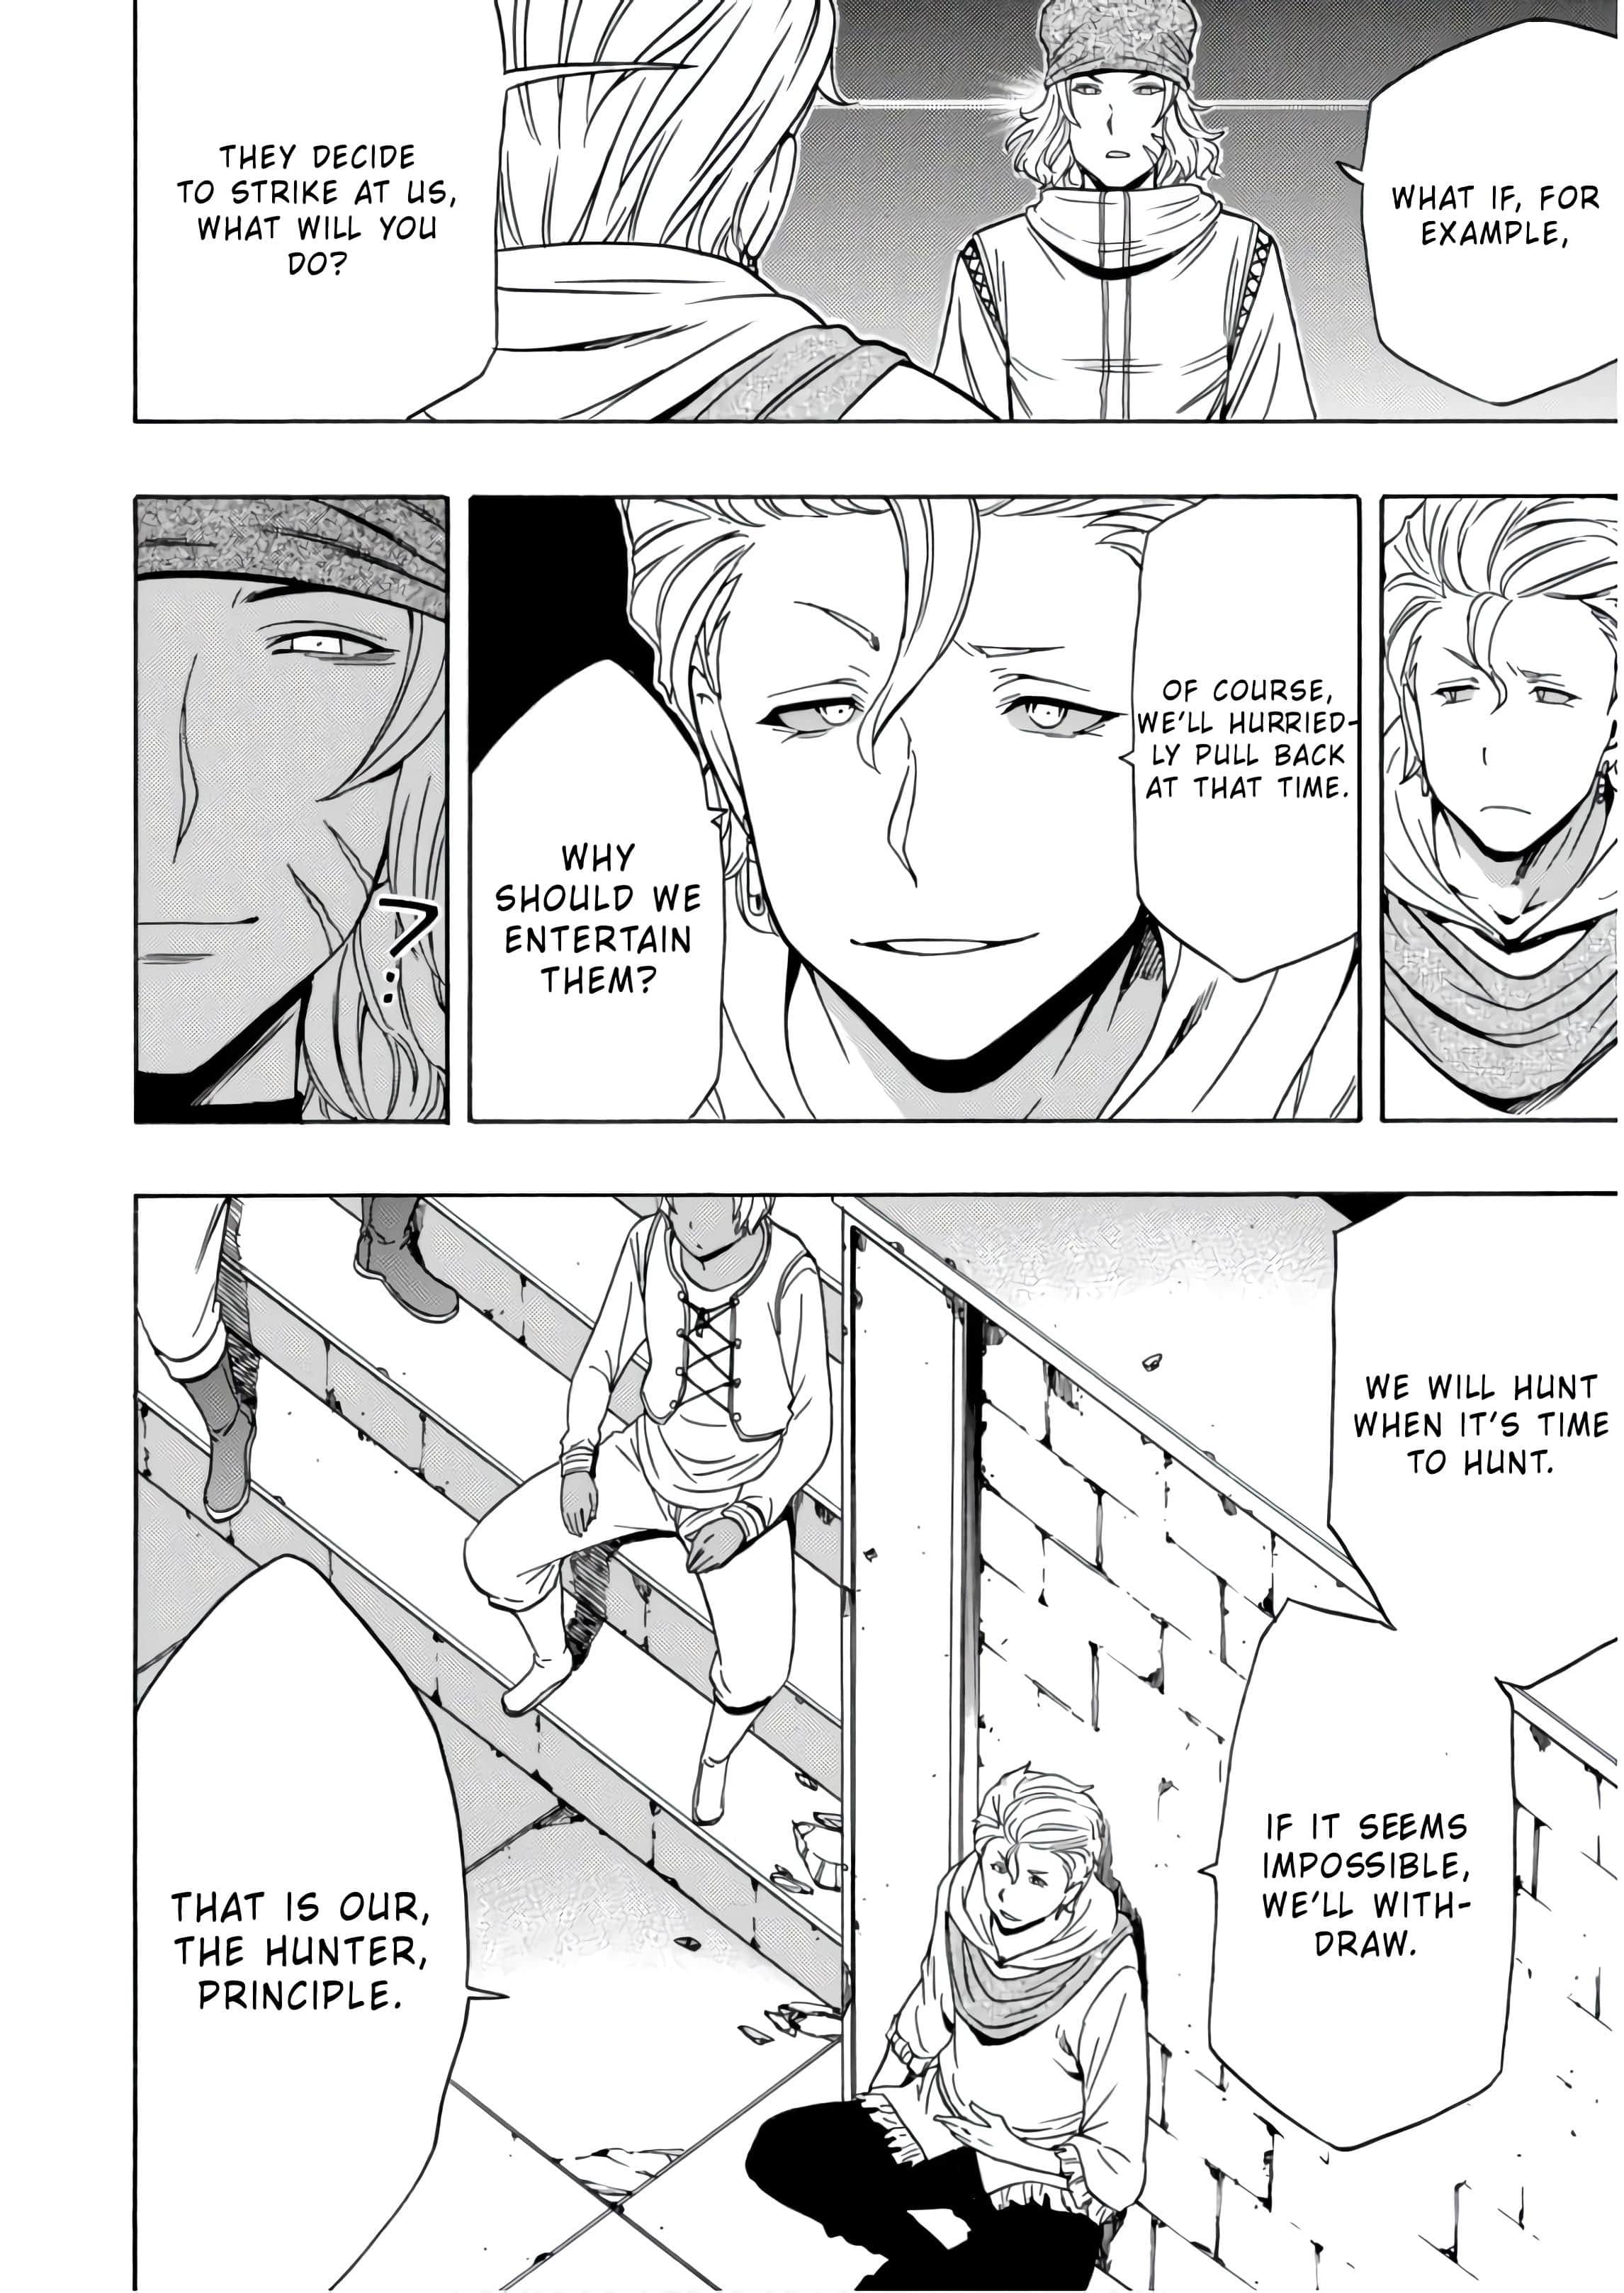 WHAT IF, FOR
EXAMPLE,
THEY DECIDE
TO STRIKE AT US,
WHAT WILL YOU
DO?
OF COURSE,
WE'LL HURRIED-
LY PULL BACK
AT THAT TIME.
WHY
SHOULD WE
ENTERTAIN
THEM?
WE WILL HUNT
WHEN IT'S TIME
TO HUNT.
IF IT SEEMS
IMPOSSIBLE,
WE'LL WITH-
DRAW.
THAT IS OUR,
THE HUNTER,
PRINCIPLE.